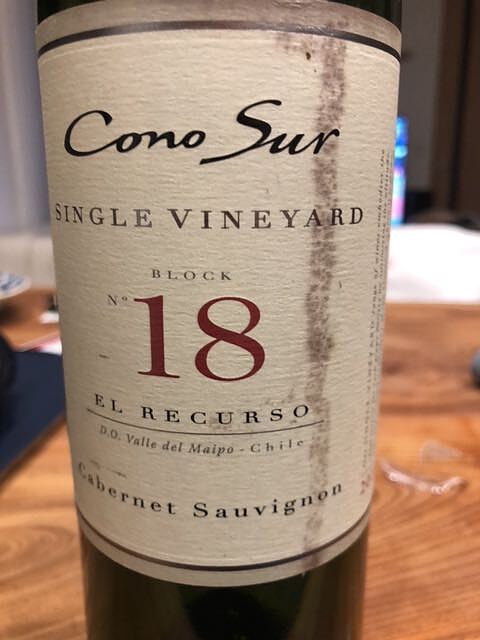 Cono Sur
SINGLE VINEYARD
BLOCK
Nº 18
EL RECURSO
D.O. Valle del Maipo - Chile
Cabernet Sauvignon